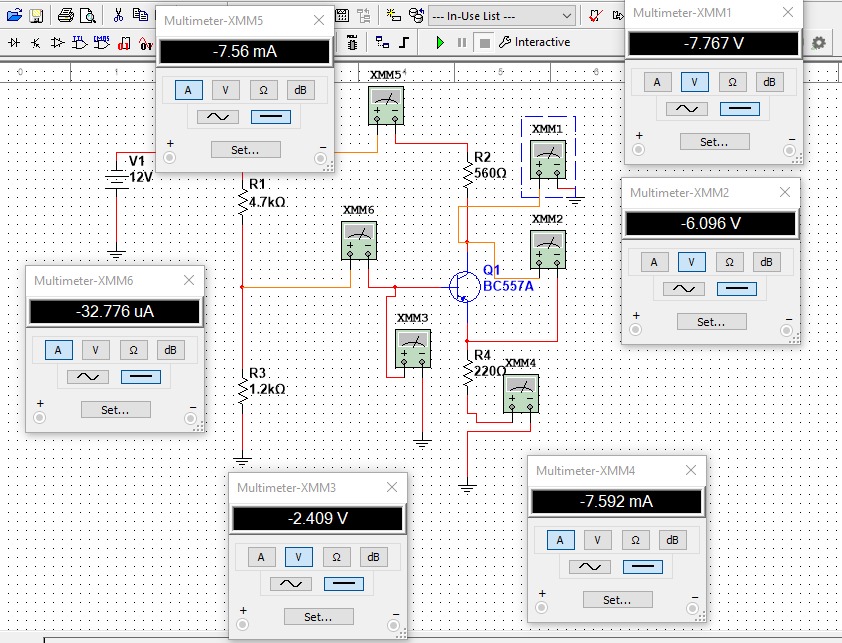 --- In-Use List ---
Interactive
Multimeter-XMM5
-7.56 mA
A V Ω dB
Set...
+ −
Multimeter-XMM1
-7.767 V
A V Ω dB
Set...
+ −
Multimeter-XMM2
-6.096 V
A V Ω dB
Set...
+ −
Multimeter-XMM6
-32.776 uA
A V Ω dB
Set...
+ −
Multimeter-XMM3
-2.409 V
A V Ω dB
Set...
+ −
Multimeter-XMM4
-7.592 mA
A V Ω dB
Set...
+ −
XMM5
V1
12V
R1
4.7kΩ
R2
560Ω
XMM1
XMM6
XMM2
Q1
BC557A
XMM3
R3
1.2kΩ
R4
220Ω
XMM4